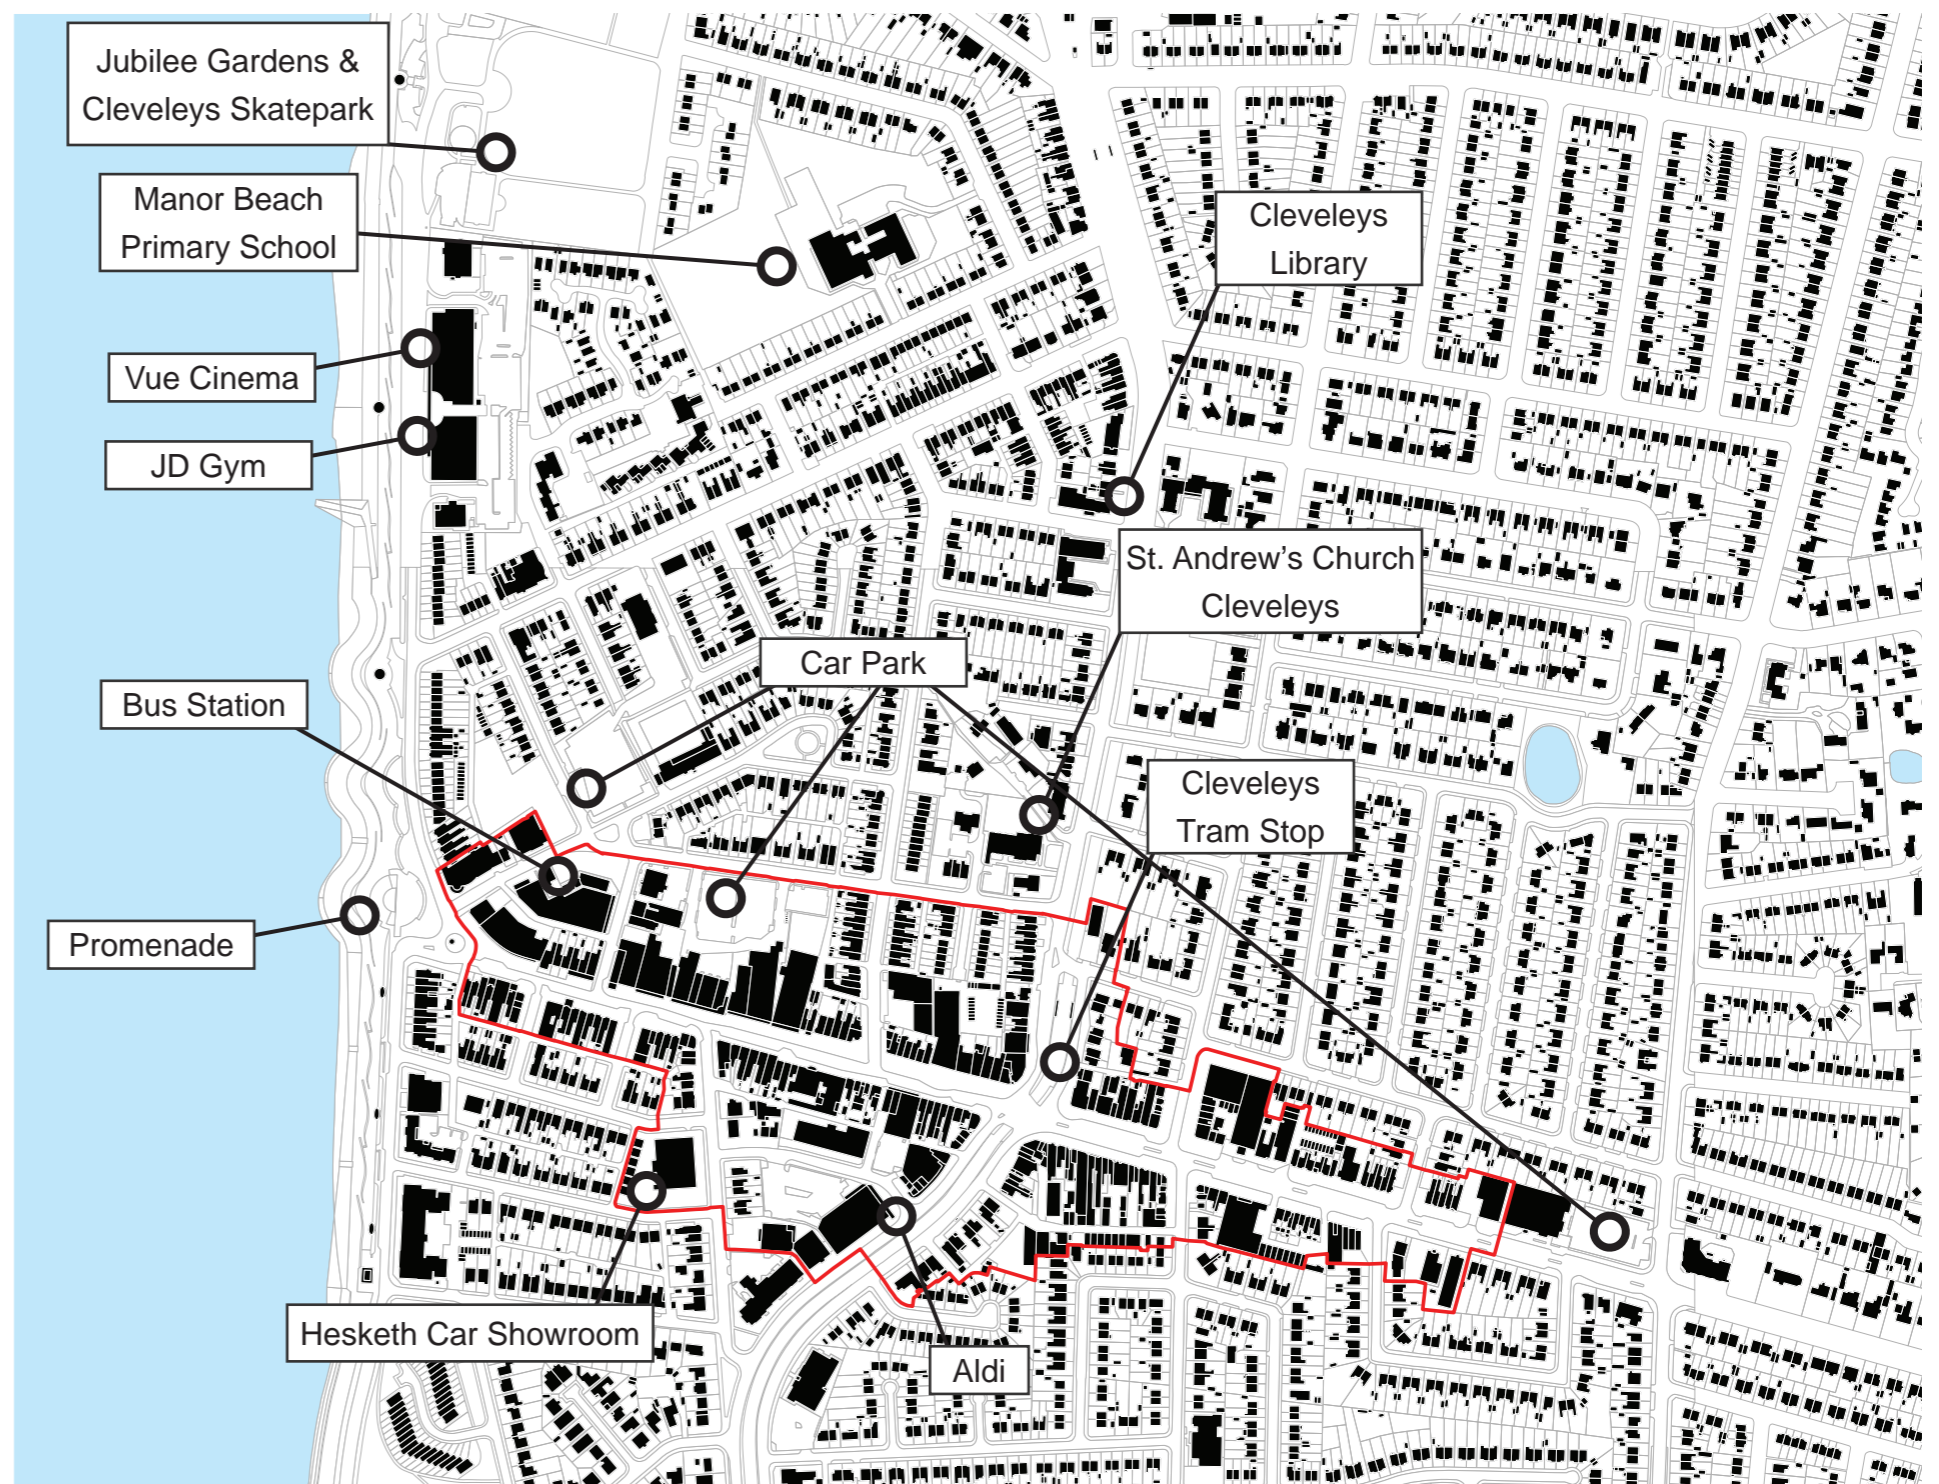 Jubilee Gardens &
Cleveleys Skatepark
Manor Beach
Primary School
Cleveleys
Library
Vue Cinema
JD Gym
St. Andrew’s Church
Cleveleys
Car Park
Bus Station
Cleveleys
Tram Stop
Promenade
Hesketh Car Showroom
Aldi